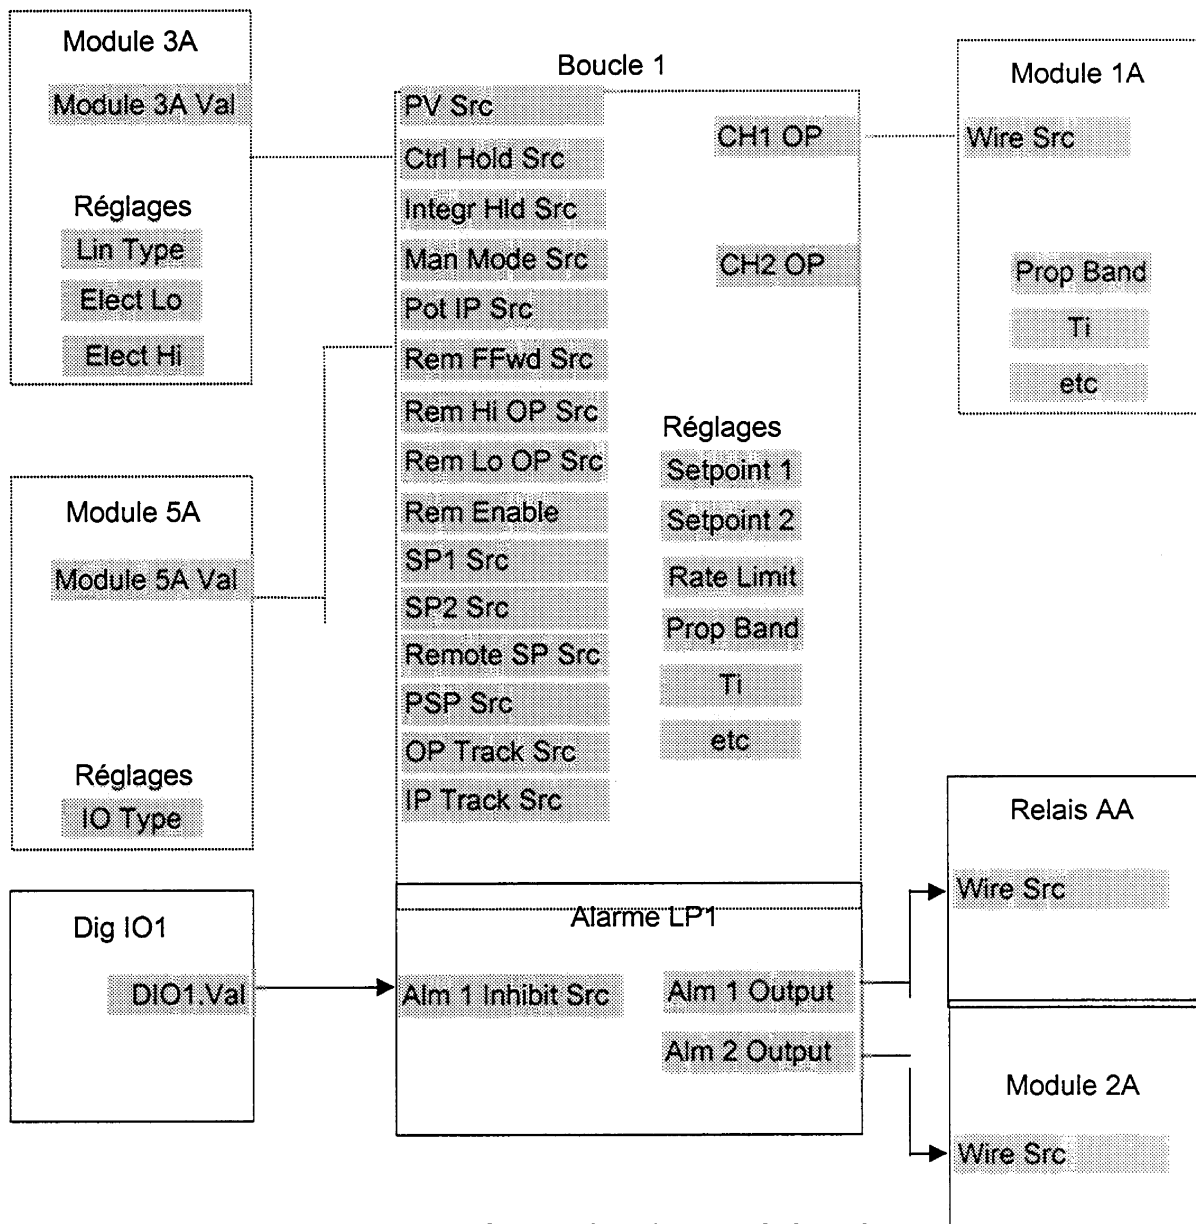 Module 3A
Module 3A Val
Réglages
Lin Type
Elect Lo
Elect Hi
Module 5A
Module 5A Val
Réglages
IO Type
Dig IO1
DIO1.Val
Boucle 1
PV Src
Ctrl Hold Src
Integr Hld Src
Man Mode Src
Pot IP Src
Rem FFwd Src
Rem Hi OP Src
Rem Lo OP Src
Rem Enable
SP1 Src
SP2 Src
Remote SP Src
PSP Src
OP Track Src
IP Track Src
CH1 OP
CH2 OP
Réglages
Setpoint 1
Setpoint 2
Rate Limit
Prop Band
Ti
etc
Alarme LP1
Alm 1 Inhibit Src
Alm 1 Output
Alm 2 Output
Module 1A
Wire Src
Prop Band
Ti
etc
Relais AA
Wire Src
Module 2A
Wire Src